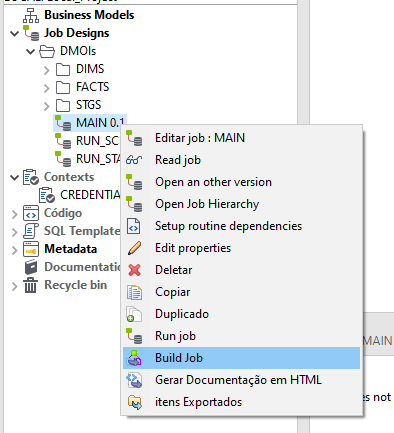 Business Models
Job Designs
DMOIs
DIMS
FACTS
STGS
MAIN 0.1
RUN_SC
RUN_STA
Contexts
CREDENTIA
Código
SQL Template
Metadata
Documentatio
Recycle bin
Editar job : MAIN
Read job
Open an other version
Open Job Hierarchy
Setup routine dependencies
Edit properties
Deletar
Copiar
Duplicado
Run job
Build Job
Gerar Documentação em HTML
itens Exportados
MAIN
es not